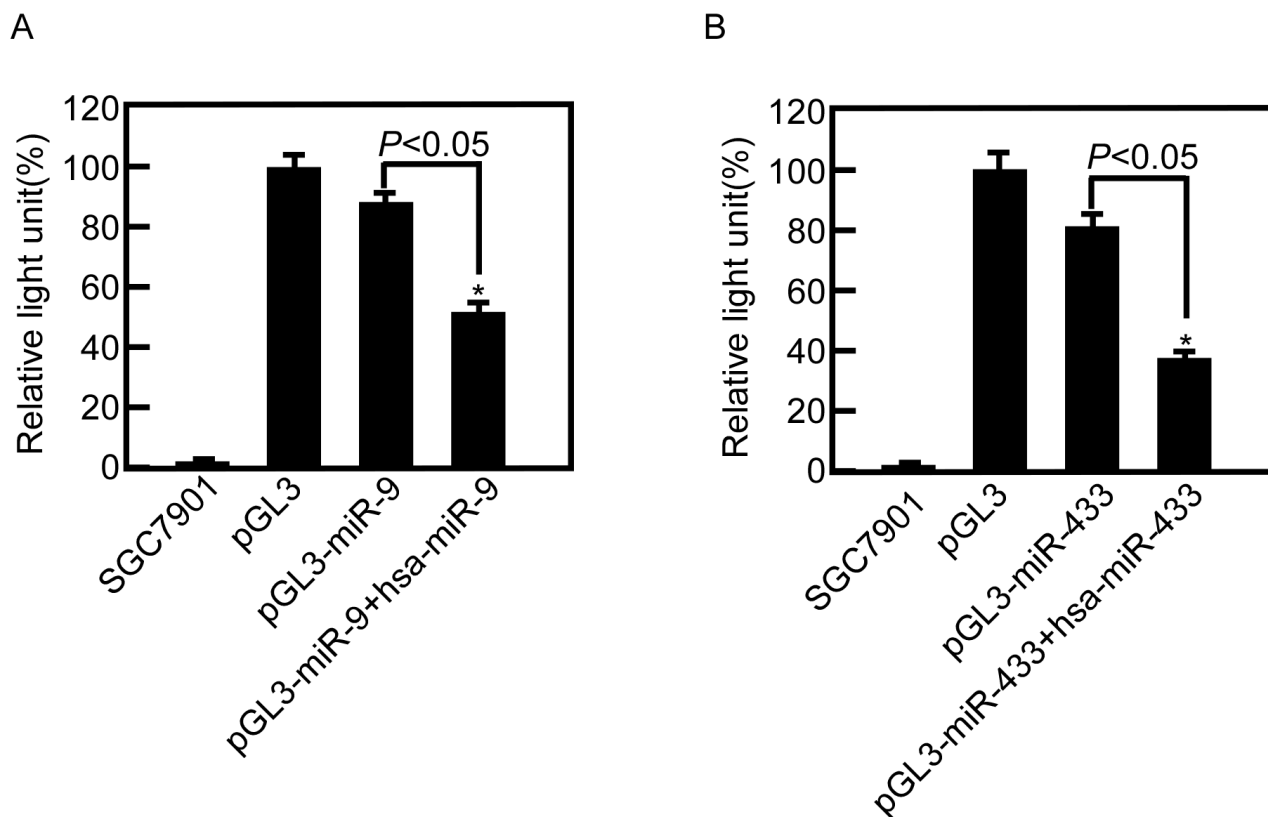 A
Relative light unit(%)
120
100
80
60
40
20
0
P<0.05
*
SGC7901
pGL3
pGL3-miR-9
pGL3-miR-9+hsa-miR-9
B
Relative light unit(%)
120
100
80
60
40
20
0
P<0.05
*
SGC7901
pGL3
pGL3-miR-433
pGL3-miR-433+hsa-miR-433